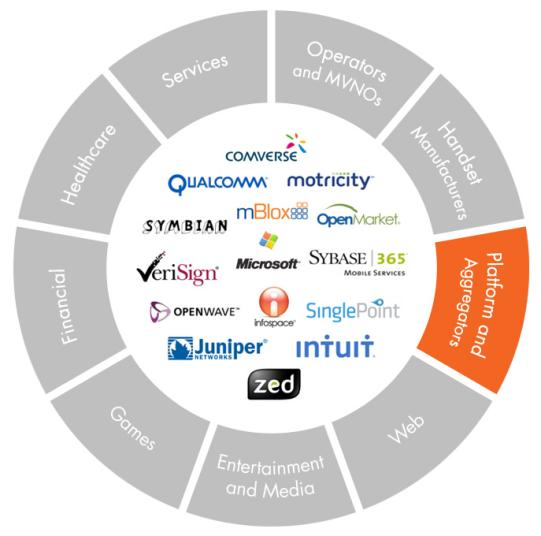 Services
Operators
and MVNOs
Handset
Manufacturers
Platform and
Aggregators
Web
Entertainment
and Media
Games
Financial
Healthcare
COMVERSE
QUALCOMM
motricity
mBlox
OpenMarket
SYMBIAN
VeriSign
Microsoft
SYBASE 365
MOBILE SERVICES
OPENWAVE
infospace
SinglePoint
Juniper
NETWORKS
INTUIT
zed